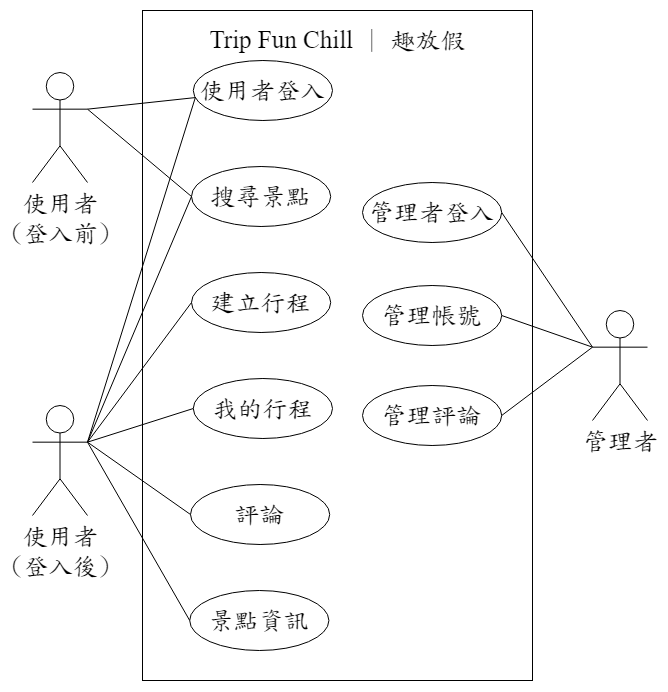 Trip Fun Chill ｜ 趣放假
使用者登入
搜尋景點
建立行程
我的行程
評論
景點資訊
管理者登入
管理帳號
管理評論
使用者
（登入前）
使用者
（登入後）
管理者